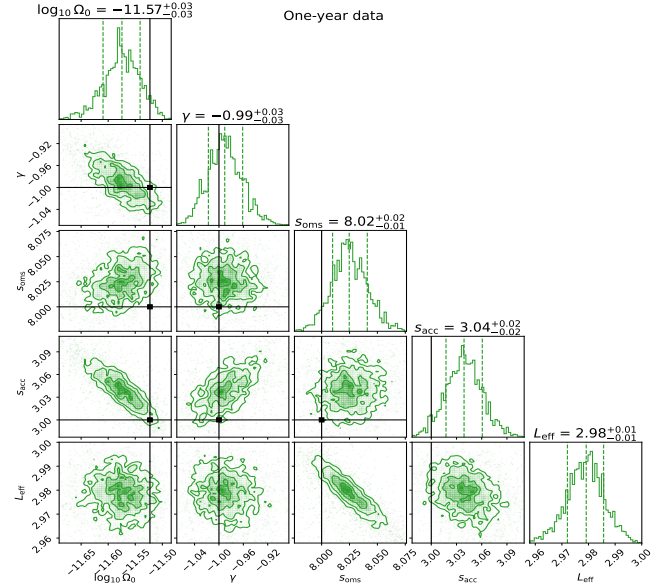 One-year data
log₁₀ Ω₀ = −11.57+0.03 −0.03
γ = −0.99+0.03 −0.03
−0.92
−0.96
−1.00
−1.04
γ
s_oms = 8.02+0.02 −0.01
8.075
8.050
8.025
8.000
s_oms
s_acc = 3.04+0.02 −0.02
3.09
3.06
3.03
3.00
s_acc
L_eff = 2.98+0.01 −0.01
3.00
2.99
2.98
2.97
2.96
L_eff
−11.65 −11.60 −11.55 −11.50 −1.04 −1.00 −0.96 −0.92 8.000 8.025 8.050 8.075 3.00 3.03 3.06 3.09 2.96 2.97 2.98 2.99 3.00
log₁₀ Ω₀ γ s_oms s_acc L_eff